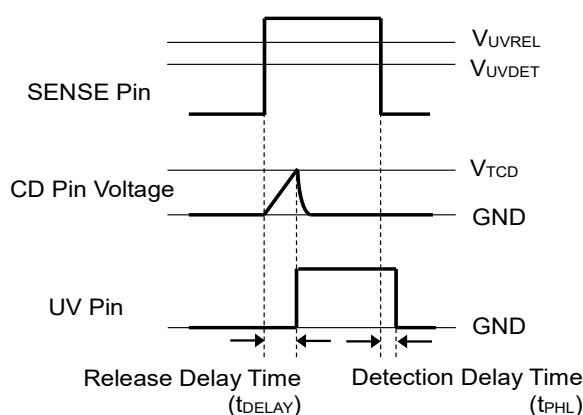 VUVREL
VUVDET
SENSE Pin
VTCD
CD Pin Voltage
GND
UV Pin
GND
Release Delay Time
(tDELAY)
Detection Delay Time
(tPHL)